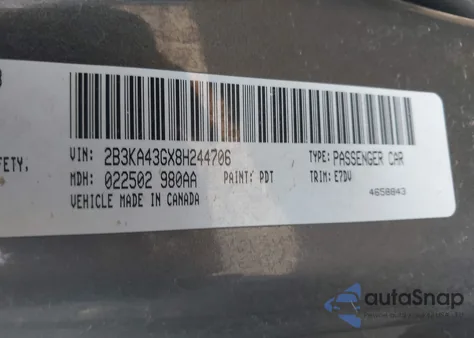 VIN: 2B3KA43GX8H244706
TYPE: PASSENGER CAR
FETY.
MDH: 022502 980AA
PAINT: PDT
TRIM: E7DV
VEHICLE MADE IN CANADA
4658843
autoSnap